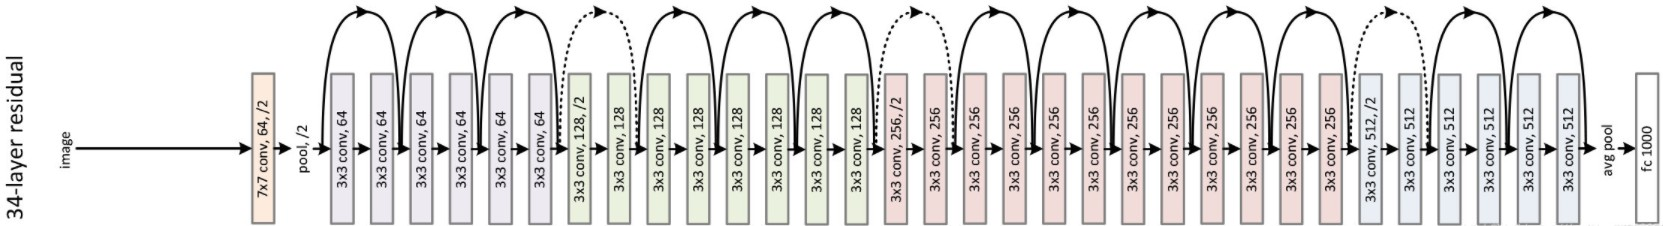 34-layer residual
image
7x7 conv, 64, /2
pool, /2
3x3 conv, 64
3x3 conv, 64
3x3 conv, 64
3x3 conv, 64
3x3 conv, 64
3x3 conv, 64
3x3 conv, 128, /2
3x3 conv, 128
3x3 conv, 128
3x3 conv, 128
3x3 conv, 128
3x3 conv, 128
3x3 conv, 128
3x3 conv, 128
3x3 conv, 256, /2
3x3 conv, 256
3x3 conv, 256
3x3 conv, 256
3x3 conv, 256
3x3 conv, 256
3x3 conv, 256
3x3 conv, 256
3x3 conv, 256
3x3 conv, 256
3x3 conv, 256
3x3 conv, 256
3x3 conv, 512, /2
3x3 conv, 512
3x3 conv, 512
3x3 conv, 512
3x3 conv, 512
3x3 conv, 512
avg pool
fc 1000